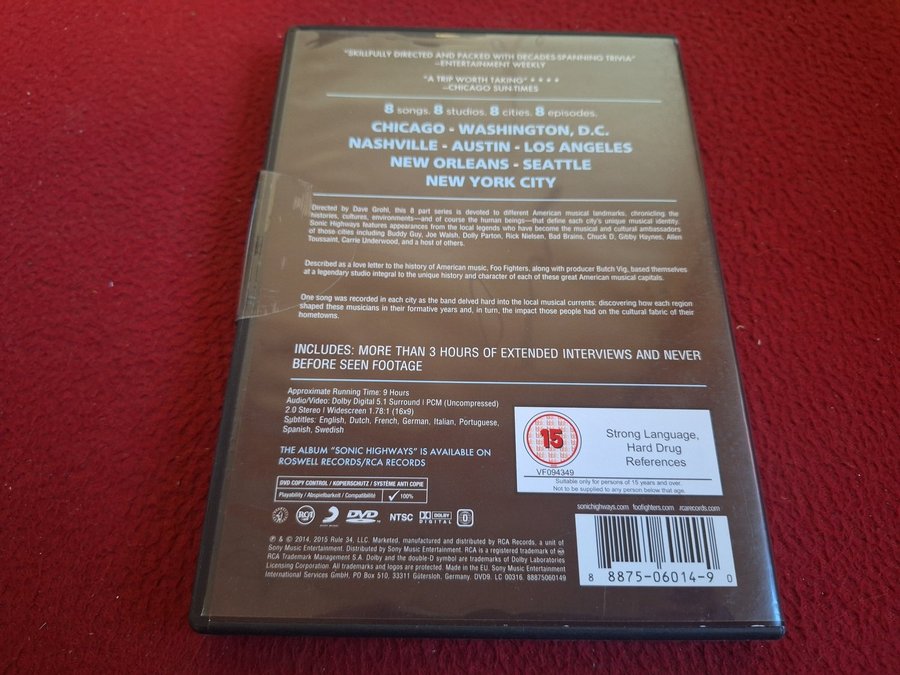 "SKILLFULLY DIRECTED AND PACKED WITH DECADES-SPANNING TRIVIA"
–ENTERTAINMENT WEEKLY
"A TRIP WORTH TAKING" ★ ★ ★ ★
–CHICAGO SUN-TIMES
8 songs. 8 studios. 8 cities. 8 episodes.
CHICAGO - WASHINGTON, D.C.
NASHVILLE - AUSTIN - LOS ANGELES
NEW ORLEANS - SEATTLE
NEW YORK CITY
Directed by Dave Grohl, this 8 part series is devoted to different American musical landmarks, chronicling the
histories, cultures, environments—and of course the human beings—that define each city's unique musical identity.
Sonic Highways features appearances from the local legends who have become the musical and cultural ambassadors
of those cities including Buddy Guy, Joe Walsh, Dolly Parton, Rick Nielsen, Bad Brains, Chuck D, Gibby Haynes, Allen
Toussaint, Carrie Underwood, and a host of others.
Described as a love letter to the history of American music, Foo Fighters, along with producer Butch Vig, based themselves
at a legendary studio integral to the unique history and character of each of these great American musical capitals.
One song was recorded in each city as the band delved hard into the local musical currents: discovering how each region
shaped these musicians in their formative years and, in turn, the impact those people had on the cultural fabric of their
hometowns.
INCLUDES: MORE THAN 3 HOURS OF EXTENDED INTERVIEWS AND NEVER
BEFORE SEEN FOOTAGE
Approximate Running Time: 9 Hours
Audio/Video: Dolby Digital 5.1 Surround | PCM (Uncompressed)
2.0 Stereo | Widescreen 1.78:1 (16x9)
Subtitles: English, Dutch, French, German, Italian, Portuguese,
Spanish, Swedish
THE ALBUM "SONIC HIGHWAYS" IS AVAILABLE ON
ROSWELL RECORDS/RCA RECORDS
15
VF094349
Strong Language,
Hard Drug
References
Suitable only for persons of 15 years and over.
Not to be supplied to any person below that age.
DVD COPY CONTROL / KOPIERSCHUTZ / SYSTÈME ANTI COPIE
Playability / Abspielbarkeit / Compatibilité ✓ 100%
RCA SONY MUSIC DVD VIDEO NTSC DOLBY DIGITAL 0
sonichighways.com foofighters.com rcarecords.com
℗ & © 2014, 2015 Rule 34, LLC. Marketed, manufactured and distributed by RCA Records, a unit of
Sony Music Entertainment. Distributed by Sony Music Entertainment. RCA is a registered trademark of
RCA Trademark Management S.A. Dolby and the double-D symbol are trademarks of Dolby Laboratories
Licensing Corporation. All trademarks and logos are protected. Made in the EU. Sony Music Entertainment
International Services GmbH, PO Box 510, 33311 Gütersloh, Germany. DVD9. LC 00316. 88875060149
8 8875-06014-9 0